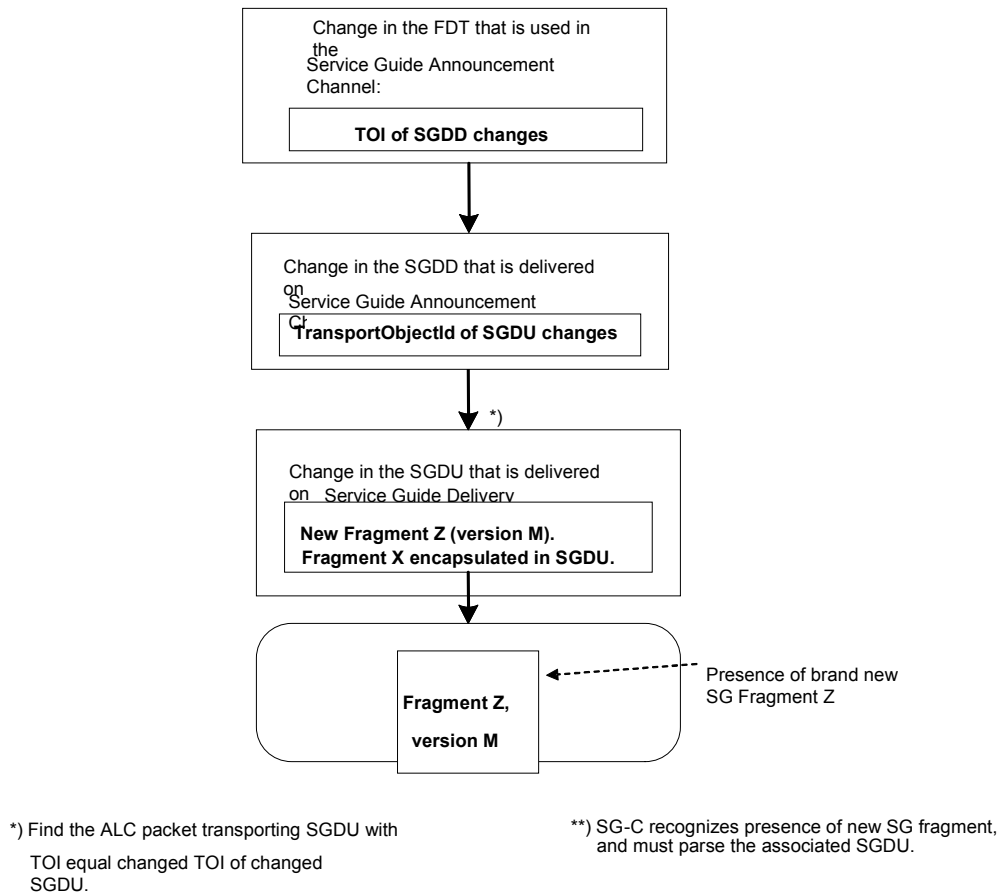 Change in the FDT that is used in
the
Service Guide Announcement
Channel:
TOI of SGDD changes
Change in the SGDD that is delivered
on
Service Guide Announcement
TransportObjectId of SGDU changes
*)
Change in the SGDU that is delivered
on Service Guide Delivery
New Fragment Z (version M).
Fragment X encapsulated in SGDU.
Presence of brand new
SG Fragment Z
Fragment Z,
version M
*) Find the ALC packet transporting SGDU with
TOI equal changed TOI of changed
SGDU.
**) SG-C recognizes presence of new SG fragment,
and must parse the associated SGDU.